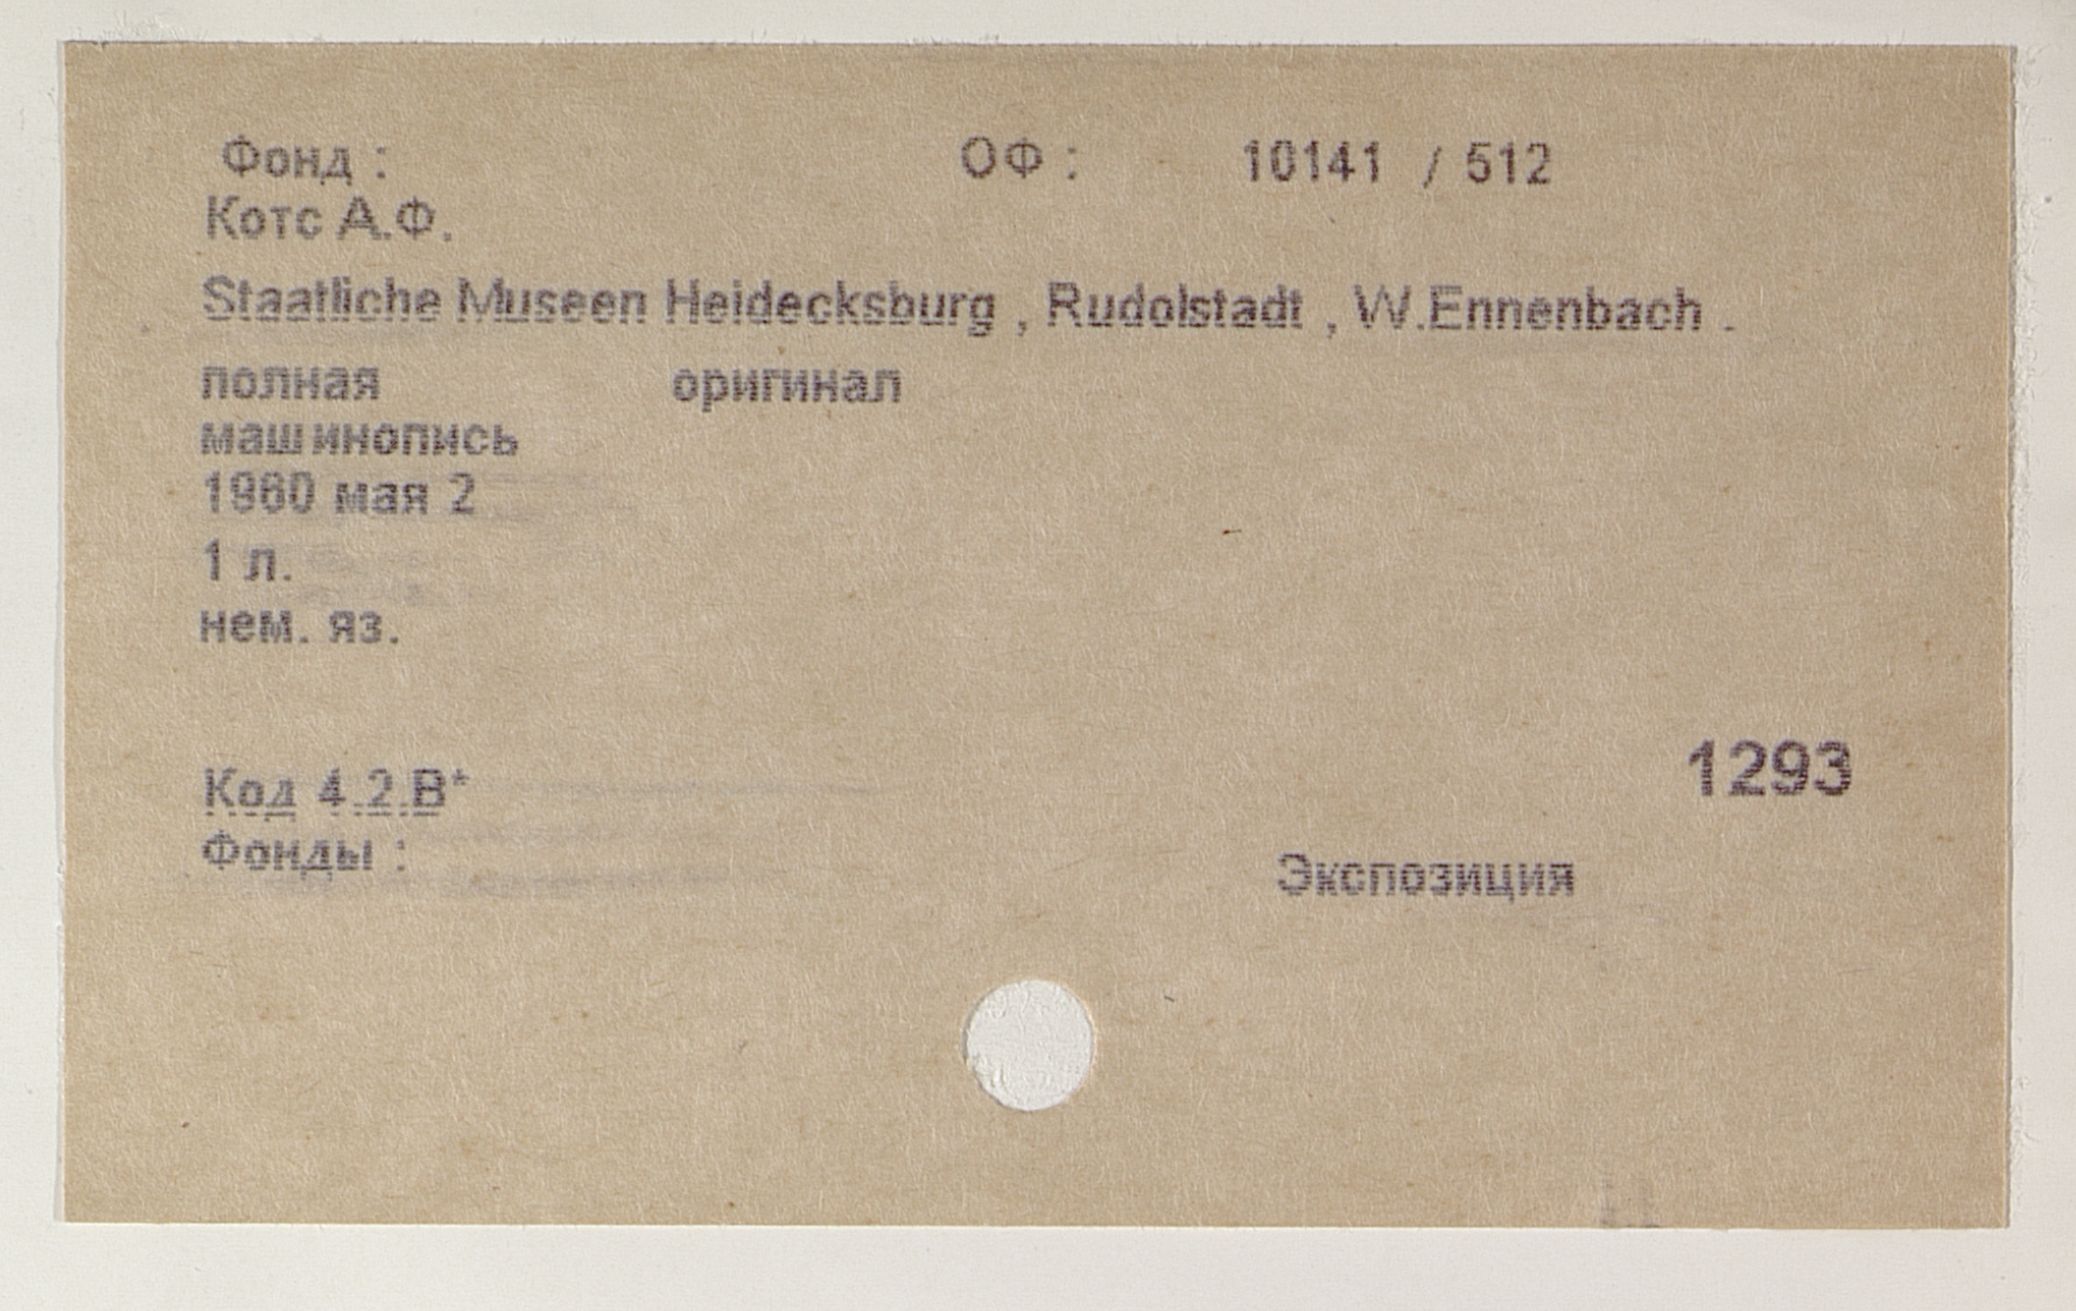 Фонд : ОФ : 10141 / 512
Котс А.Ф.
Staatliche Museen Heidecksburg , Rudolstadt , W.Ennenbach .
полная оригинал
машинопись
1960 мая 2
1 л.
нем. яз.
1293
Код 4.2.В*
Фонды :
Экспозиция